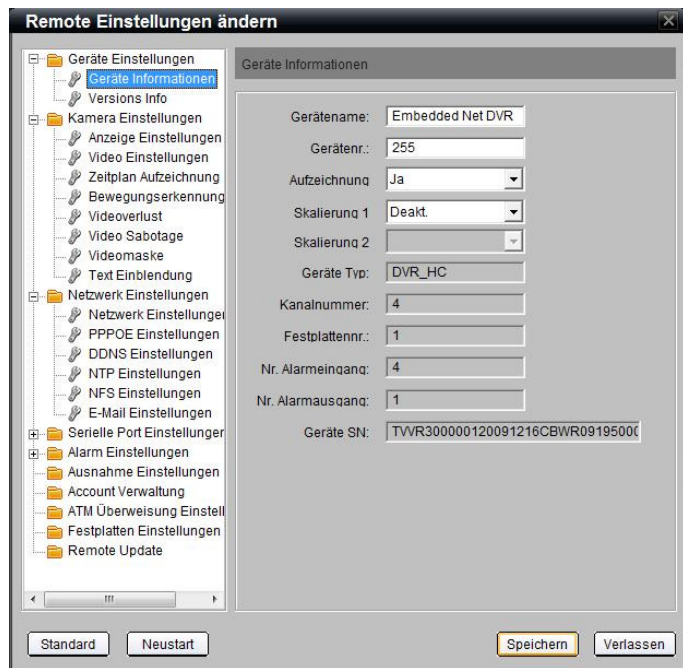 Remote Einstellungen ändern
Geräte Einstellungen
Geräte Informationen
Versions Info
Kamera Einstellungen
Anzeige Einstellungen
Video Einstellungen
Zeitplan Aufzeichnung
Bewegungserkennung
Videoverlust
Video Sabotage
Videomaske
Text Einblendung
Netzwerk Einstellungen
Netzwerk Einstellunger
PPPOE Einstellungen
DDNS Einstellungen
NTP Einstellungen
NFS Einstellungen
E-Mail Einstellungen
Serielle Port Einstellunger
Alarm Einstellungen
Ausnahme Einstellungen
Account Verwaltung
ATM Überweisung Einstell
Festplatten Einstellungen
Remote Update
Geräte Informationen
Gerätename: Embedded Net DVR
Gerätenr.: 255
Aufzeichnung Ja
Skalierung 1 Deakt.
Skalierung 2
Geräte Typ: DVR_HC
Kanalnummer: 4
Festplattennr.: 1
Nr. Alarmeingang: 4
Nr. Alarmausgang: 1
Geräte SN: TVVR300000120091216CBWR09195000
Standard Neustart Speichern Verlassen